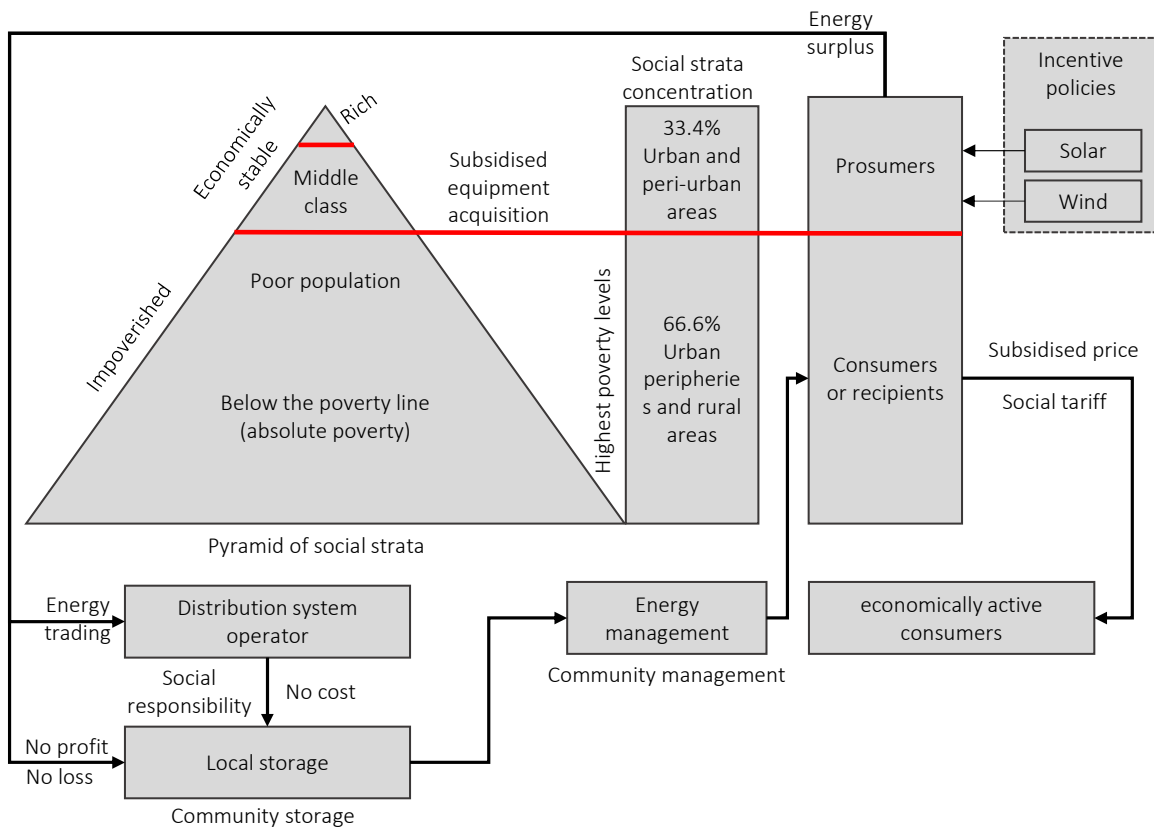 Energy
surplus
Incentive
policies
Solar
Wind
Social strata
concentration
33.4%
Urban and
peri-urban
areas
Prosumers
Economically
stable
Rich
Middle
class
Subsidised
equipment
acquisition
Impoverished
Poor population
Below the poverty line
(absolute poverty)
Highest poverty levels
66.6%
Urban
peripherie
s and rural
areas
Consumers
or recipients
Subsidised price
Social tariff
Pyramid of social strata
Energy
trading
Distribution system
operator
Energy
management
Community management
economically active
consumers
Social
responsibility
No cost
No profit
No loss
Local storage
Community storage